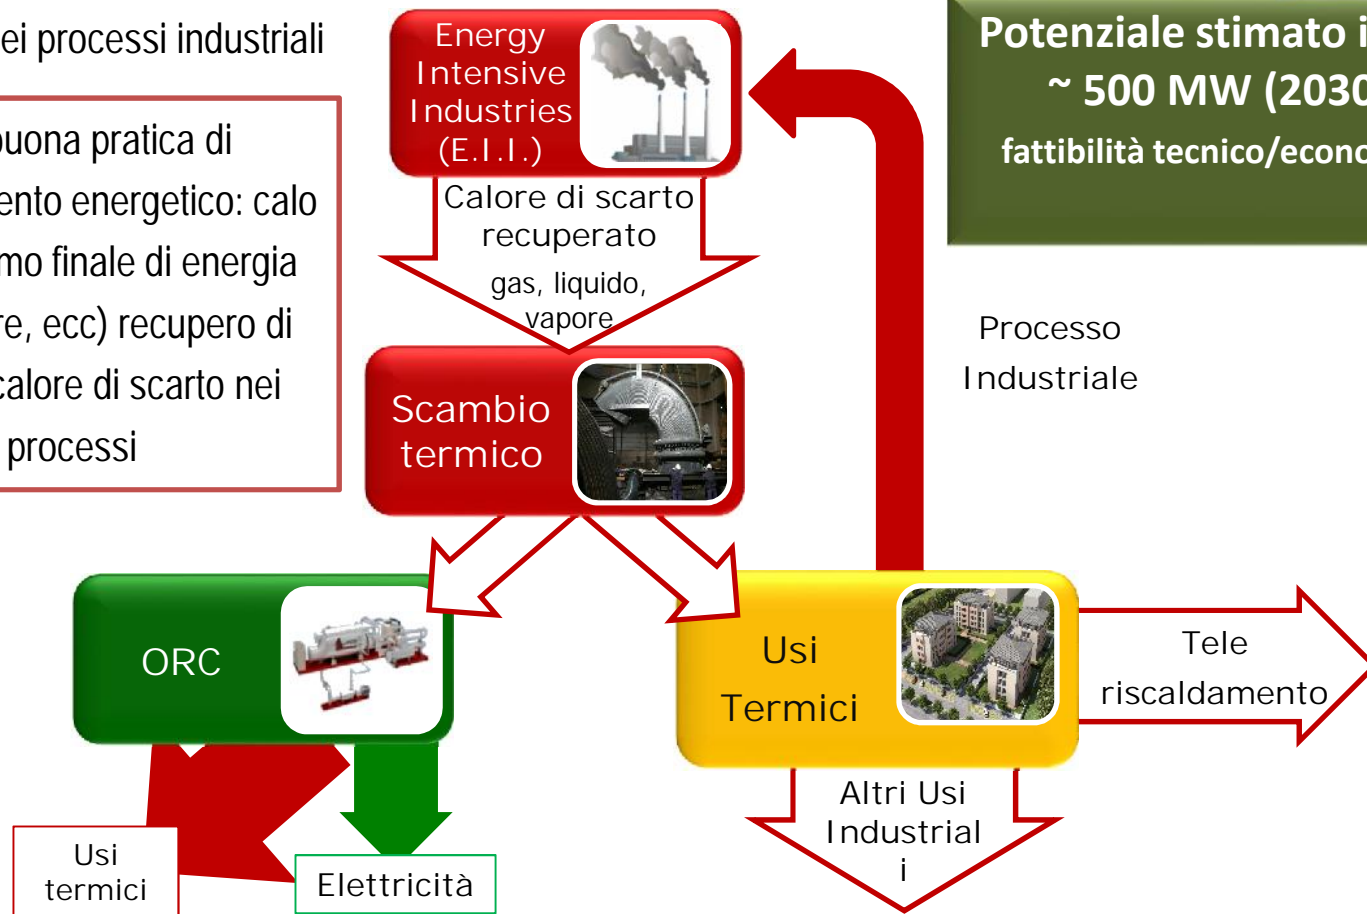 ei processi industriali
buona pratica di
ento energetico: calo
mo finale di energia
re, ecc) recupero di
calore di scarto nei
processi
Energy
Intensive
Industries
(E.I.I.)
Potenziale stimato i
~ 500 MW (2030
fattibilità tecnico/econo
Calore di scarto
recuperato
gas, liquido,
vapore
Processo
Industriale
Scambio
termico
ORC
Usi
Termici
Tele
riscaldamento
Usi
termici
Elettricità
Altri Usi
Industrial
i